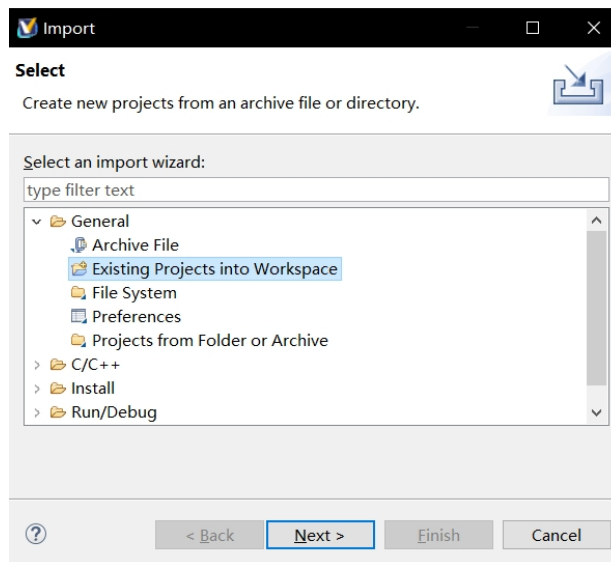 Import
Select
Create new projects from an archive file or directory.
Select an import wizard:
type filter text
General
Archive File
Existing Projects into Workspace
File System
Preferences
Projects from Folder or Archive
C/C++
Install
Run/Debug
? < Back Next > Finish Cancel